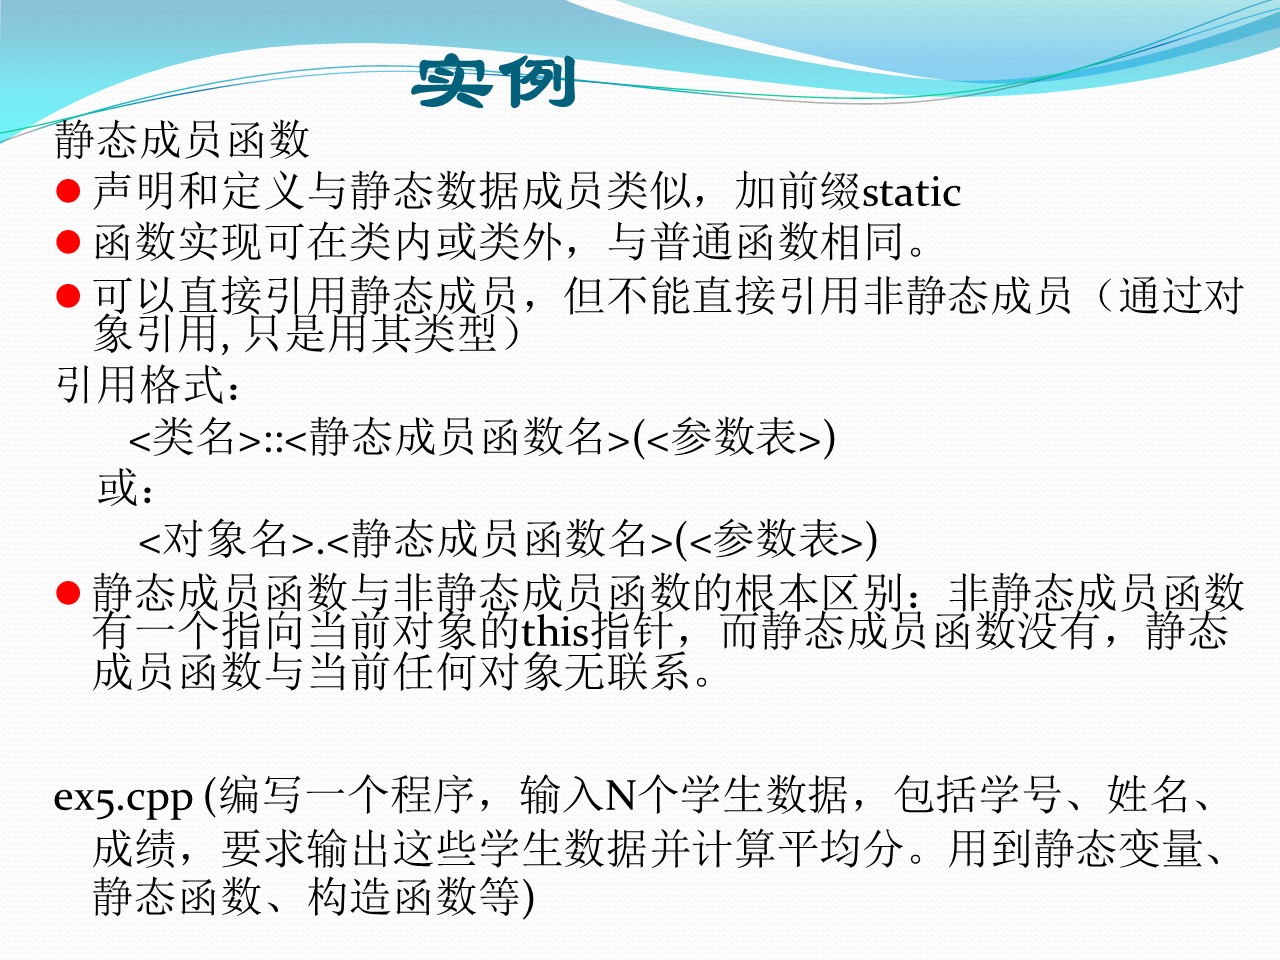 实例
静态成员函数
声明和定义与静态数据成员类似，加前缀static
函数实现可在类内或类外，与普通函数相同。
可以直接引用静态成员，但不能直接引用非静态成员（通过对
象引用, 只是用其类型）
引用格式：
<类名>::<静态成员函数名>(<参数表>)
或：
<对象名>.<静态成员函数名>(<参数表>)
静态成员函数与非静态成员函数的根本区别：非静态成员函数
有一个指向当前对象的this指针，而静态成员函数没有，静态
成员函数与当前任何对象无联系。
ex5.cpp (编写一个程序，输入N个学生数据，包括学号、姓名、
成绩，要求输出这些学生数据并计算平均分。用到静态变量、
静态函数、构造函数等)